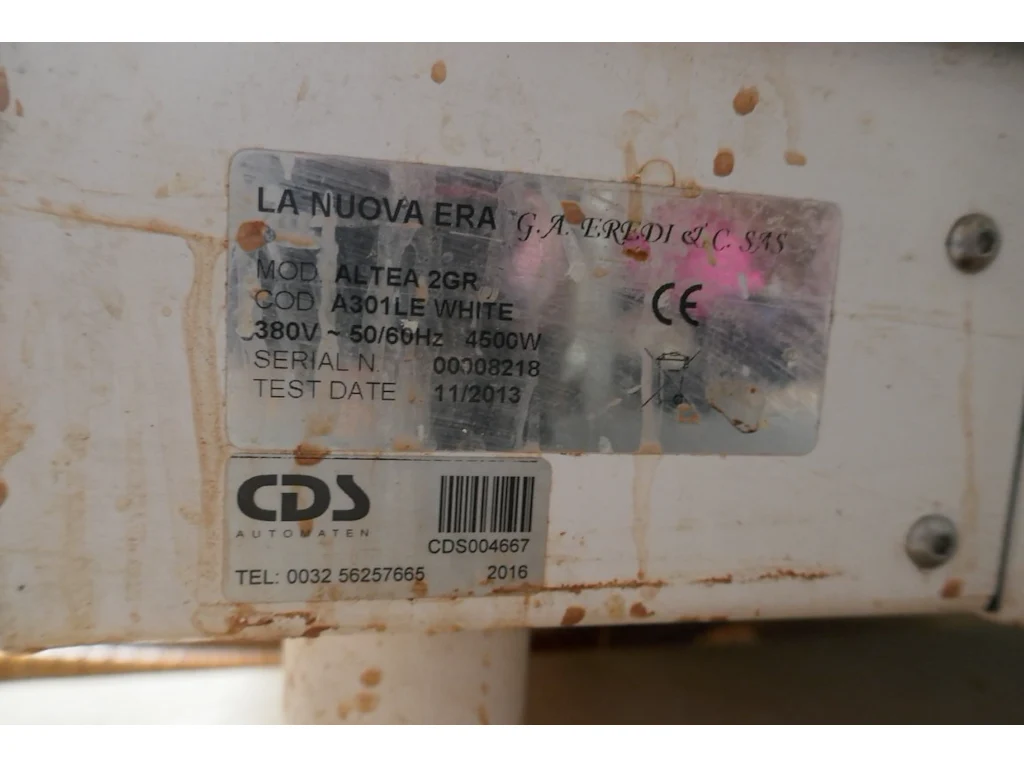 LA NUOVA ERA G.A. EREDI & C. SAS
MOD. ALTEA 2GR
COD. A301LE WHITE
380V ~ 50/60Hz 4500W
CE
SERIAL N. 00008218
TEST DATE 11/2013
CDS
AUTOMATEN
CDS004667
TEL: 0032 56257665 2016